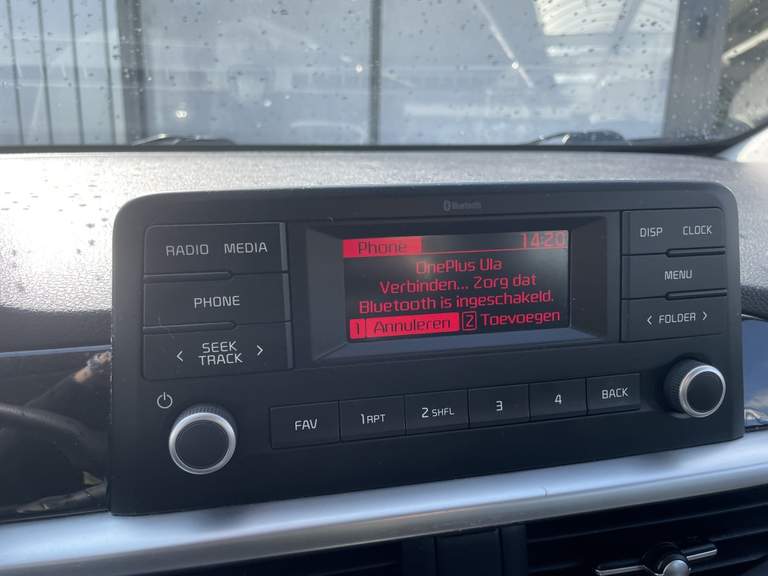 Bluetooth
RADIO MEDIA
PHONE
< SEEK TRACK >
Phone 14:20
OnePlus Ula
Verbinden... Zorg dat
Bluetooth is ingeschakeld.
1 Annuleren 2 Toevoegen
DISP CLOCK
MENU
< FOLDER >
FAV 1 RPT 2 SHFL 3 4 BACK